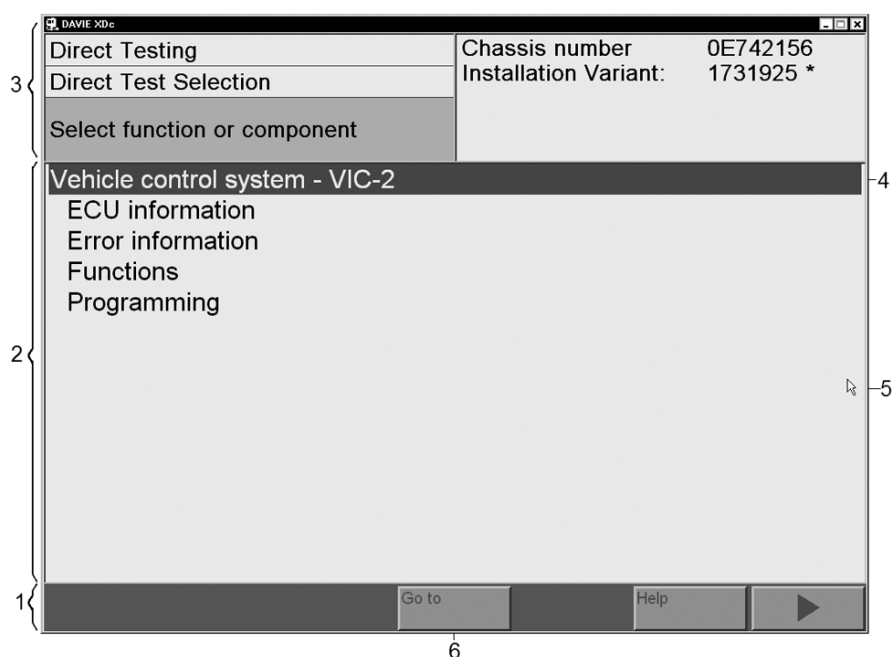 DAVIE XDc
Direct Testing
Direct Test Selection
Select function or component
Chassis number 0E742156
Installation Variant: 1731925 *
3
Vehicle control system - VIC-2
4
ECU information
Error information
Functions
Programming
2
5
1
Go to
Help
6